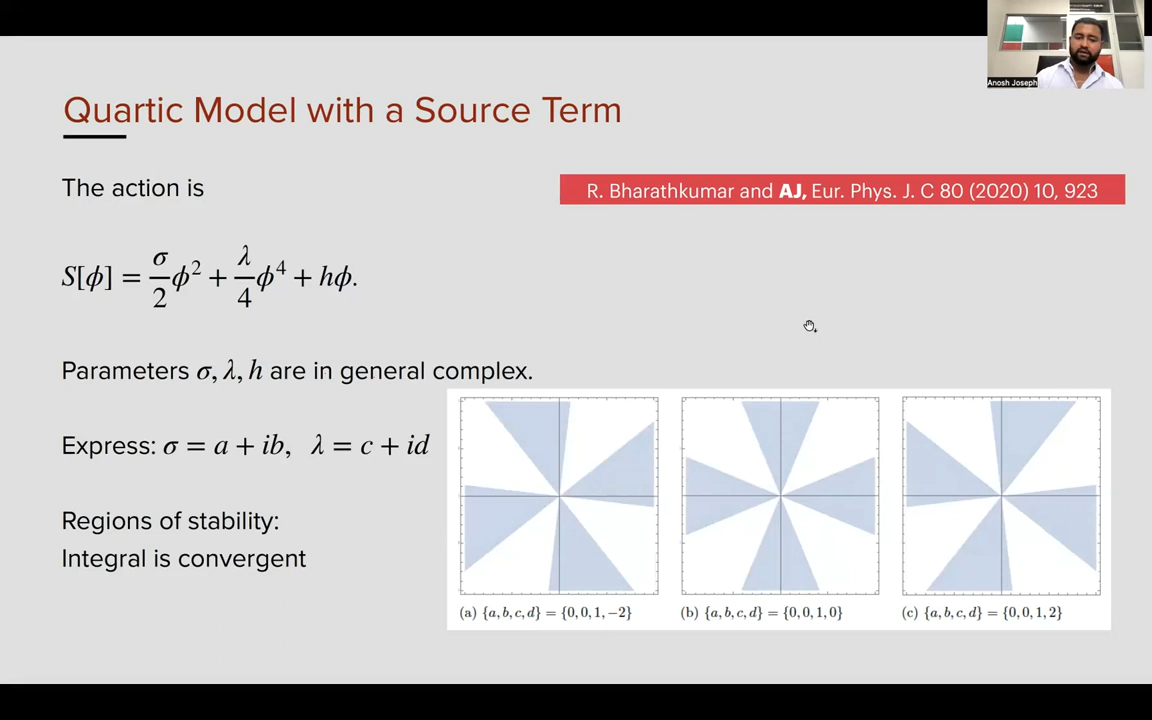 Anosh Joseph
Quartic Model with a Source Term
The action is
R. Bharathkumar and AJ, Eur. Phys. J. C 80 (2020) 10, 923
S[ϕ] = σ/2 ϕ² + λ/4 ϕ⁴ + hϕ.
Parameters σ, λ, h are in general complex.
Express: σ = a + ib, λ = c + id
Regions of stability:
Integral is convergent
(a) {a, b, c, d} = {0, 0, 1, −2}
(b) {a, b, c, d} = {0, 0, 1, 0}
(c) {a, b, c, d} = {0, 0, 1, 2}